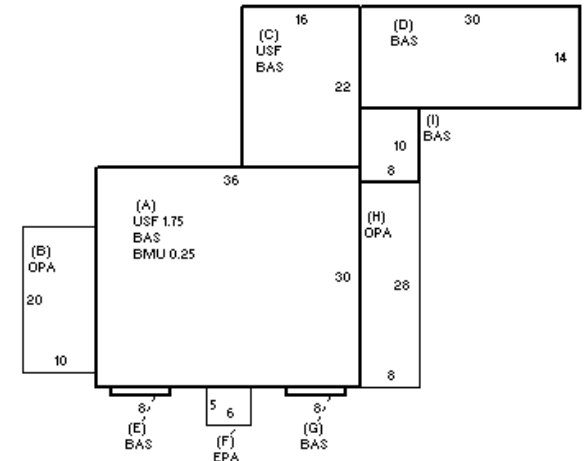 16
(C)
USF
BAS
22
(D)
BAS
30
14
(I)
BAS
10
8
36
(A)
USF 1.75
BAS
BMU 0.25
30
(B)
OPA
20
10
(H)
OPA
28
8
8
(E)
BAS
5
6
(F)
EPA
8
(G)
BAS